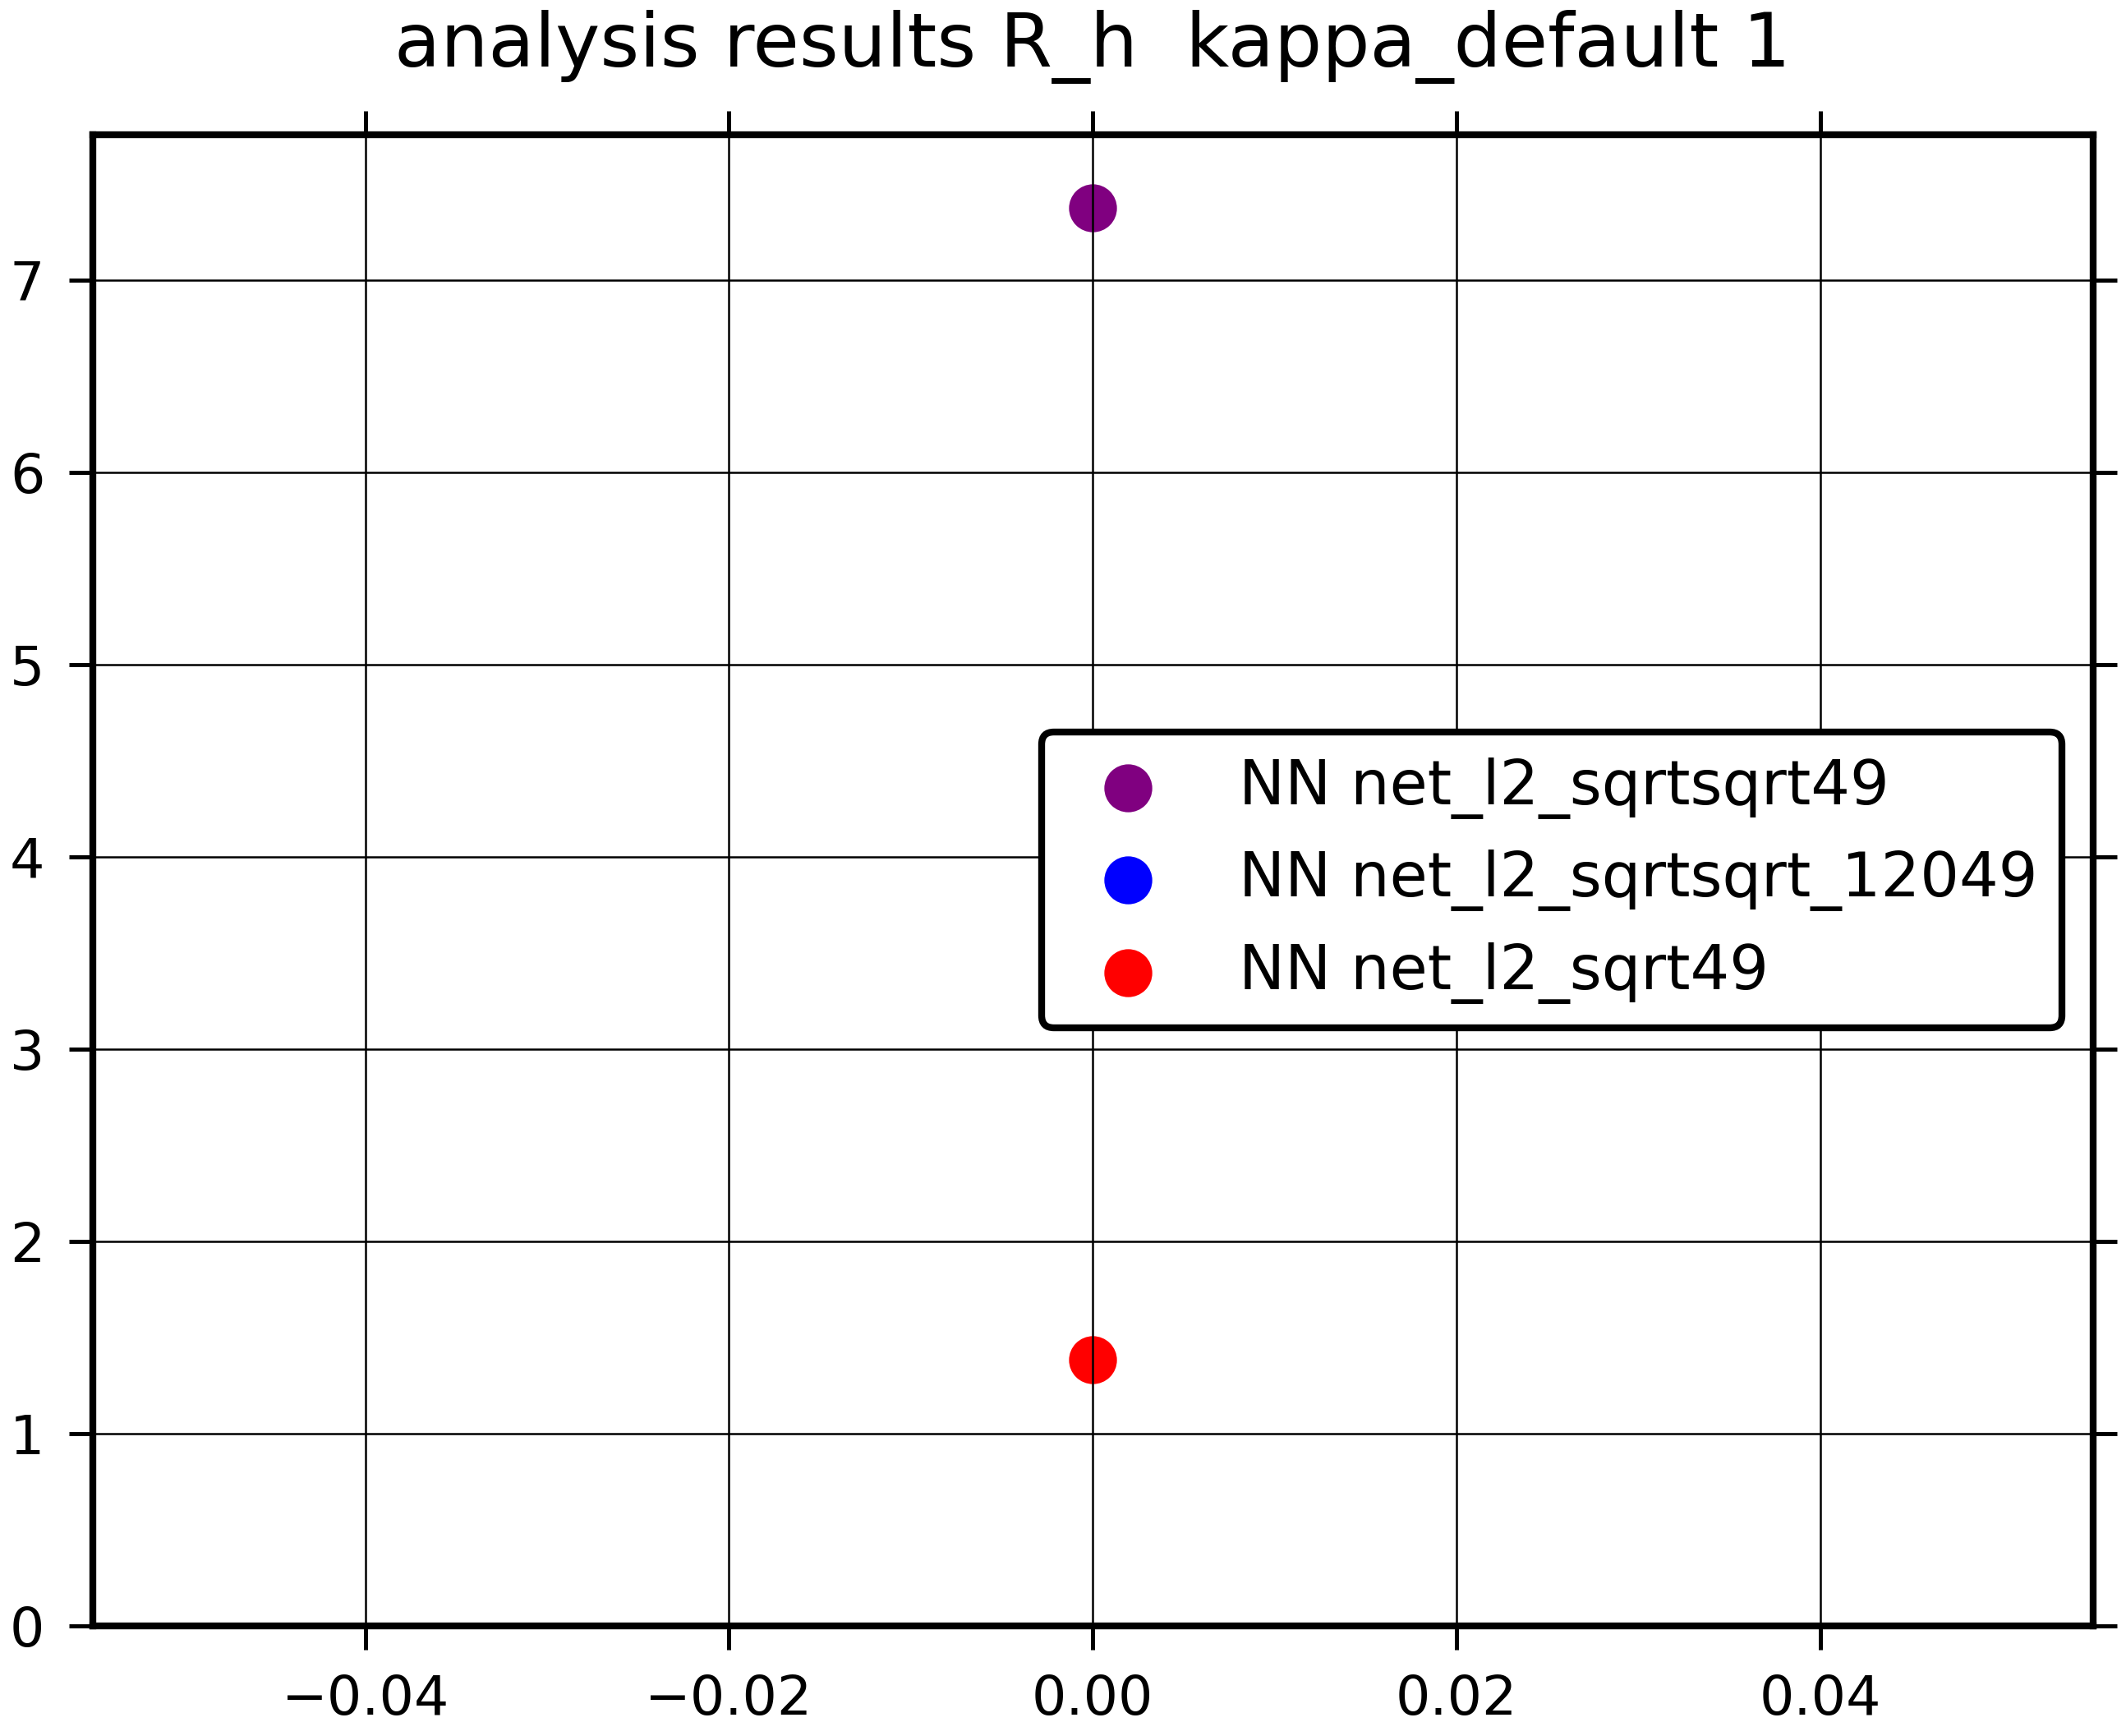 analysis results R_h  kappa_default 1
7
6
5
4
3
2
1
0
NN net_l2_sqrtsqrt49
NN net_l2_sqrtsqrt_12049
NN net_l2_sqrt49
−0.04 −0.02 0.00 0.02 0.04